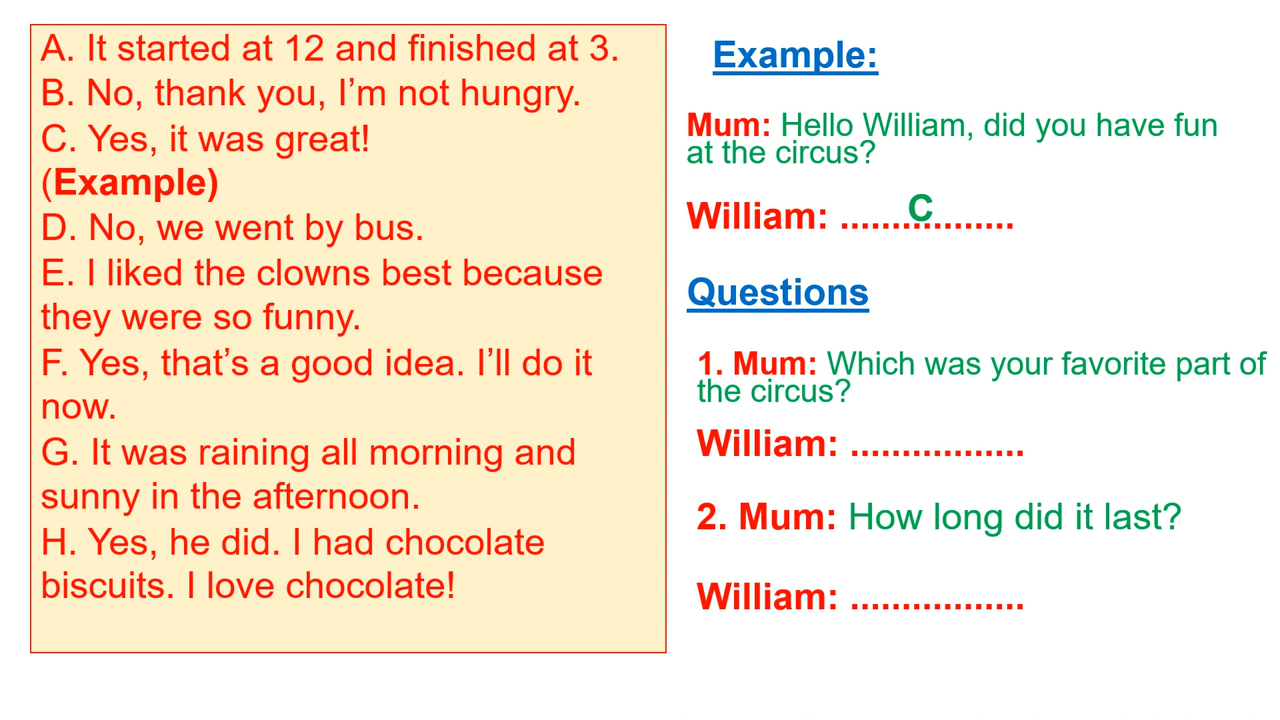 A. It started at 12 and finished at 3.
B. No, thank you, I’m not hungry.
C. Yes, it was great!
(Example)
D. No, we went by bus.
E. I liked the clowns best because
they were so funny.
F. Yes, that’s a good idea. I’ll do it
now.
G. It was raining all morning and
sunny in the afternoon.
H. Yes, he did. I had chocolate
biscuits. I love chocolate!
Example:
Mum: Hello William, did you have fun
at the circus?
William: ........C.........
Questions
1. Mum: Which was your favorite part of
the circus?
William: .................
2. Mum: How long did it last?
William: .................